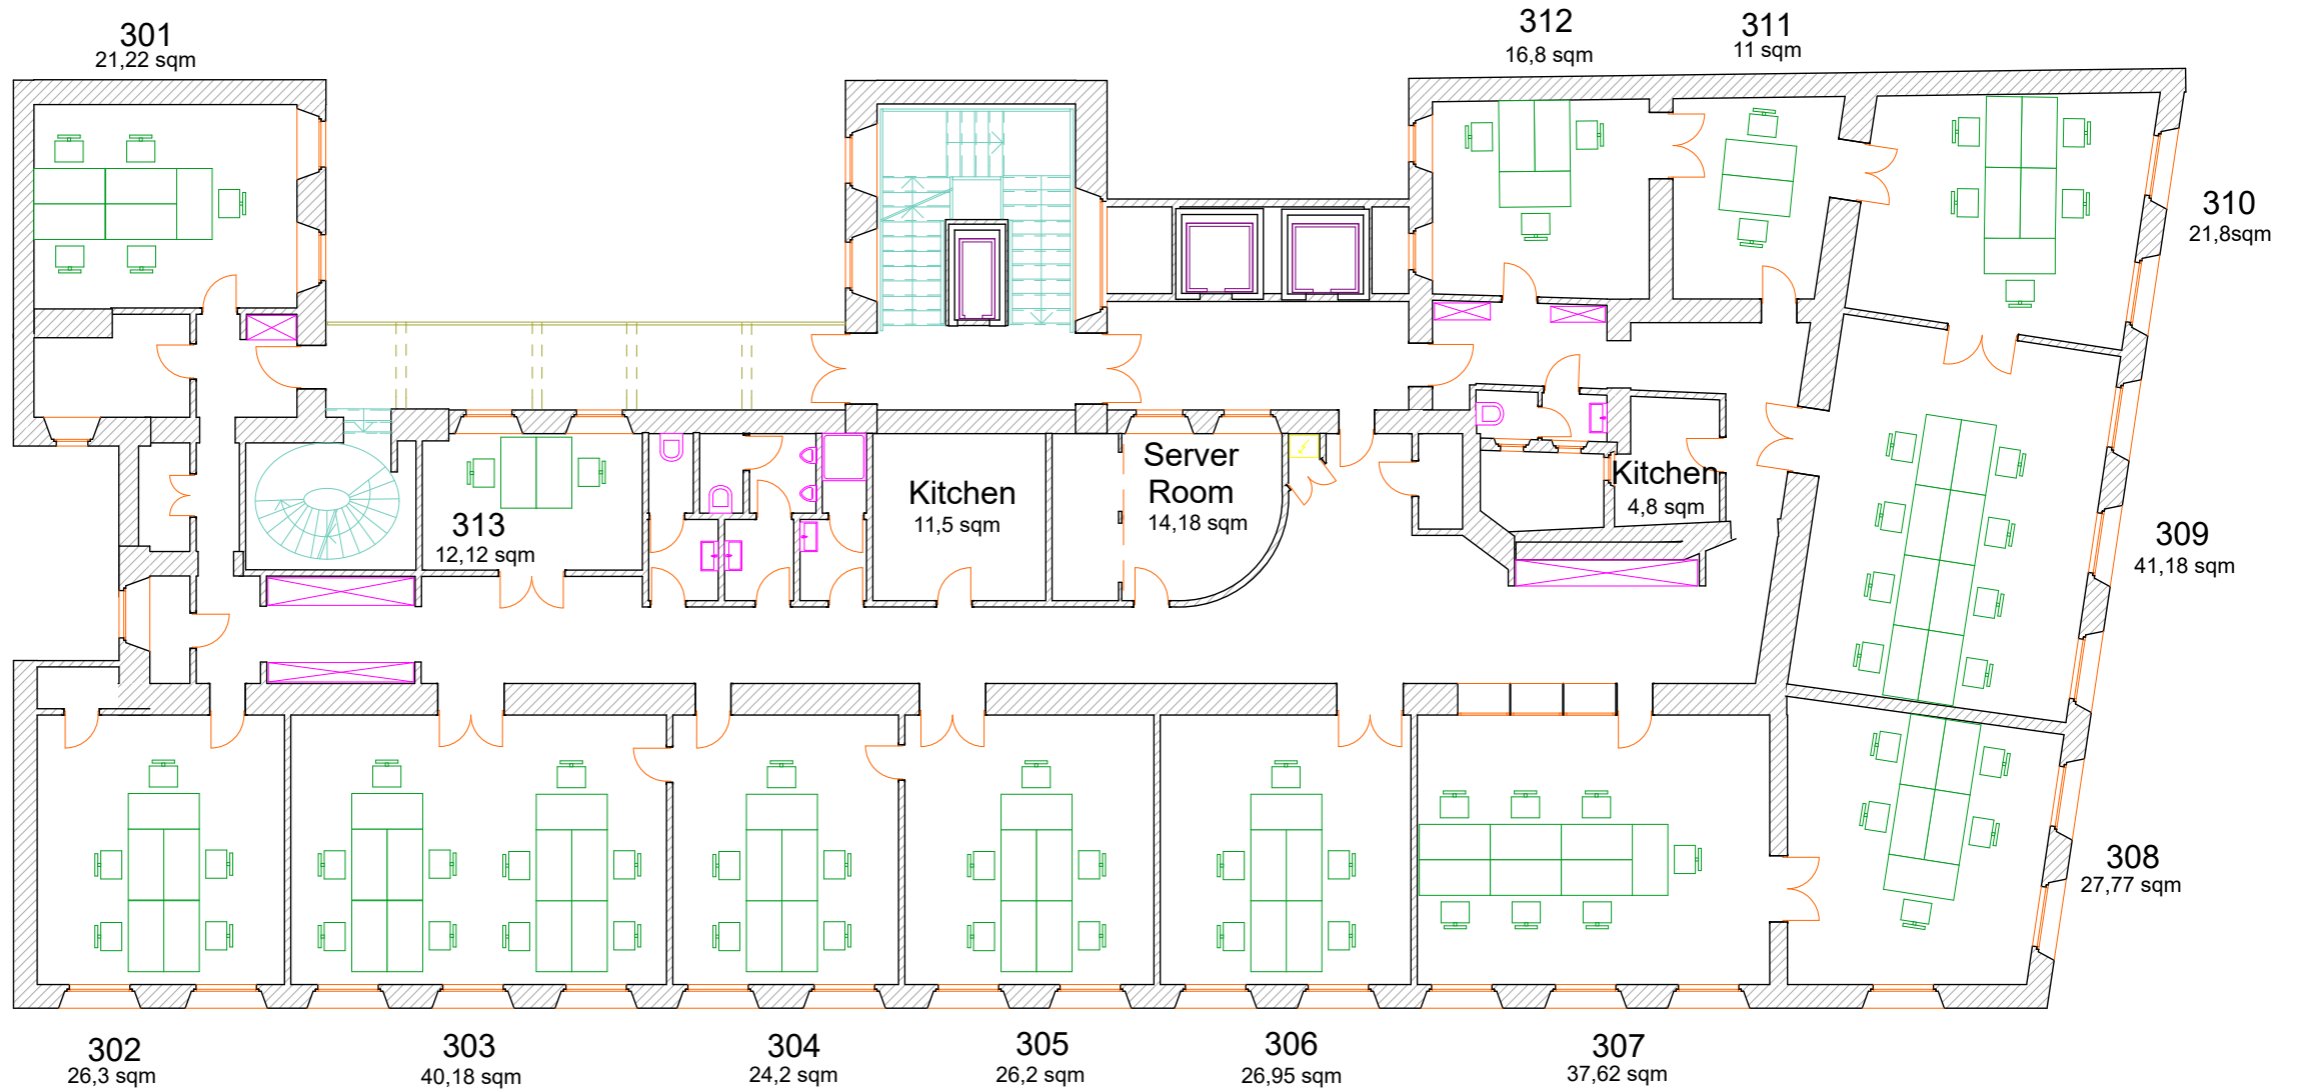 301
21,22 sqm
312
16,8 sqm
311
11 sqm
310
21,8sqm
Server
Room
14,18 sqm
Kitchen
11,5 sqm
Kitchen
4,8 sqm
313
12,12 sqm
309
41,18 sqm
308
27,77 sqm
302
26,3 sqm
303
40,18 sqm
304
24,2 sqm
305
26,2 sqm
306
26,95 sqm
307
37,62 sqm